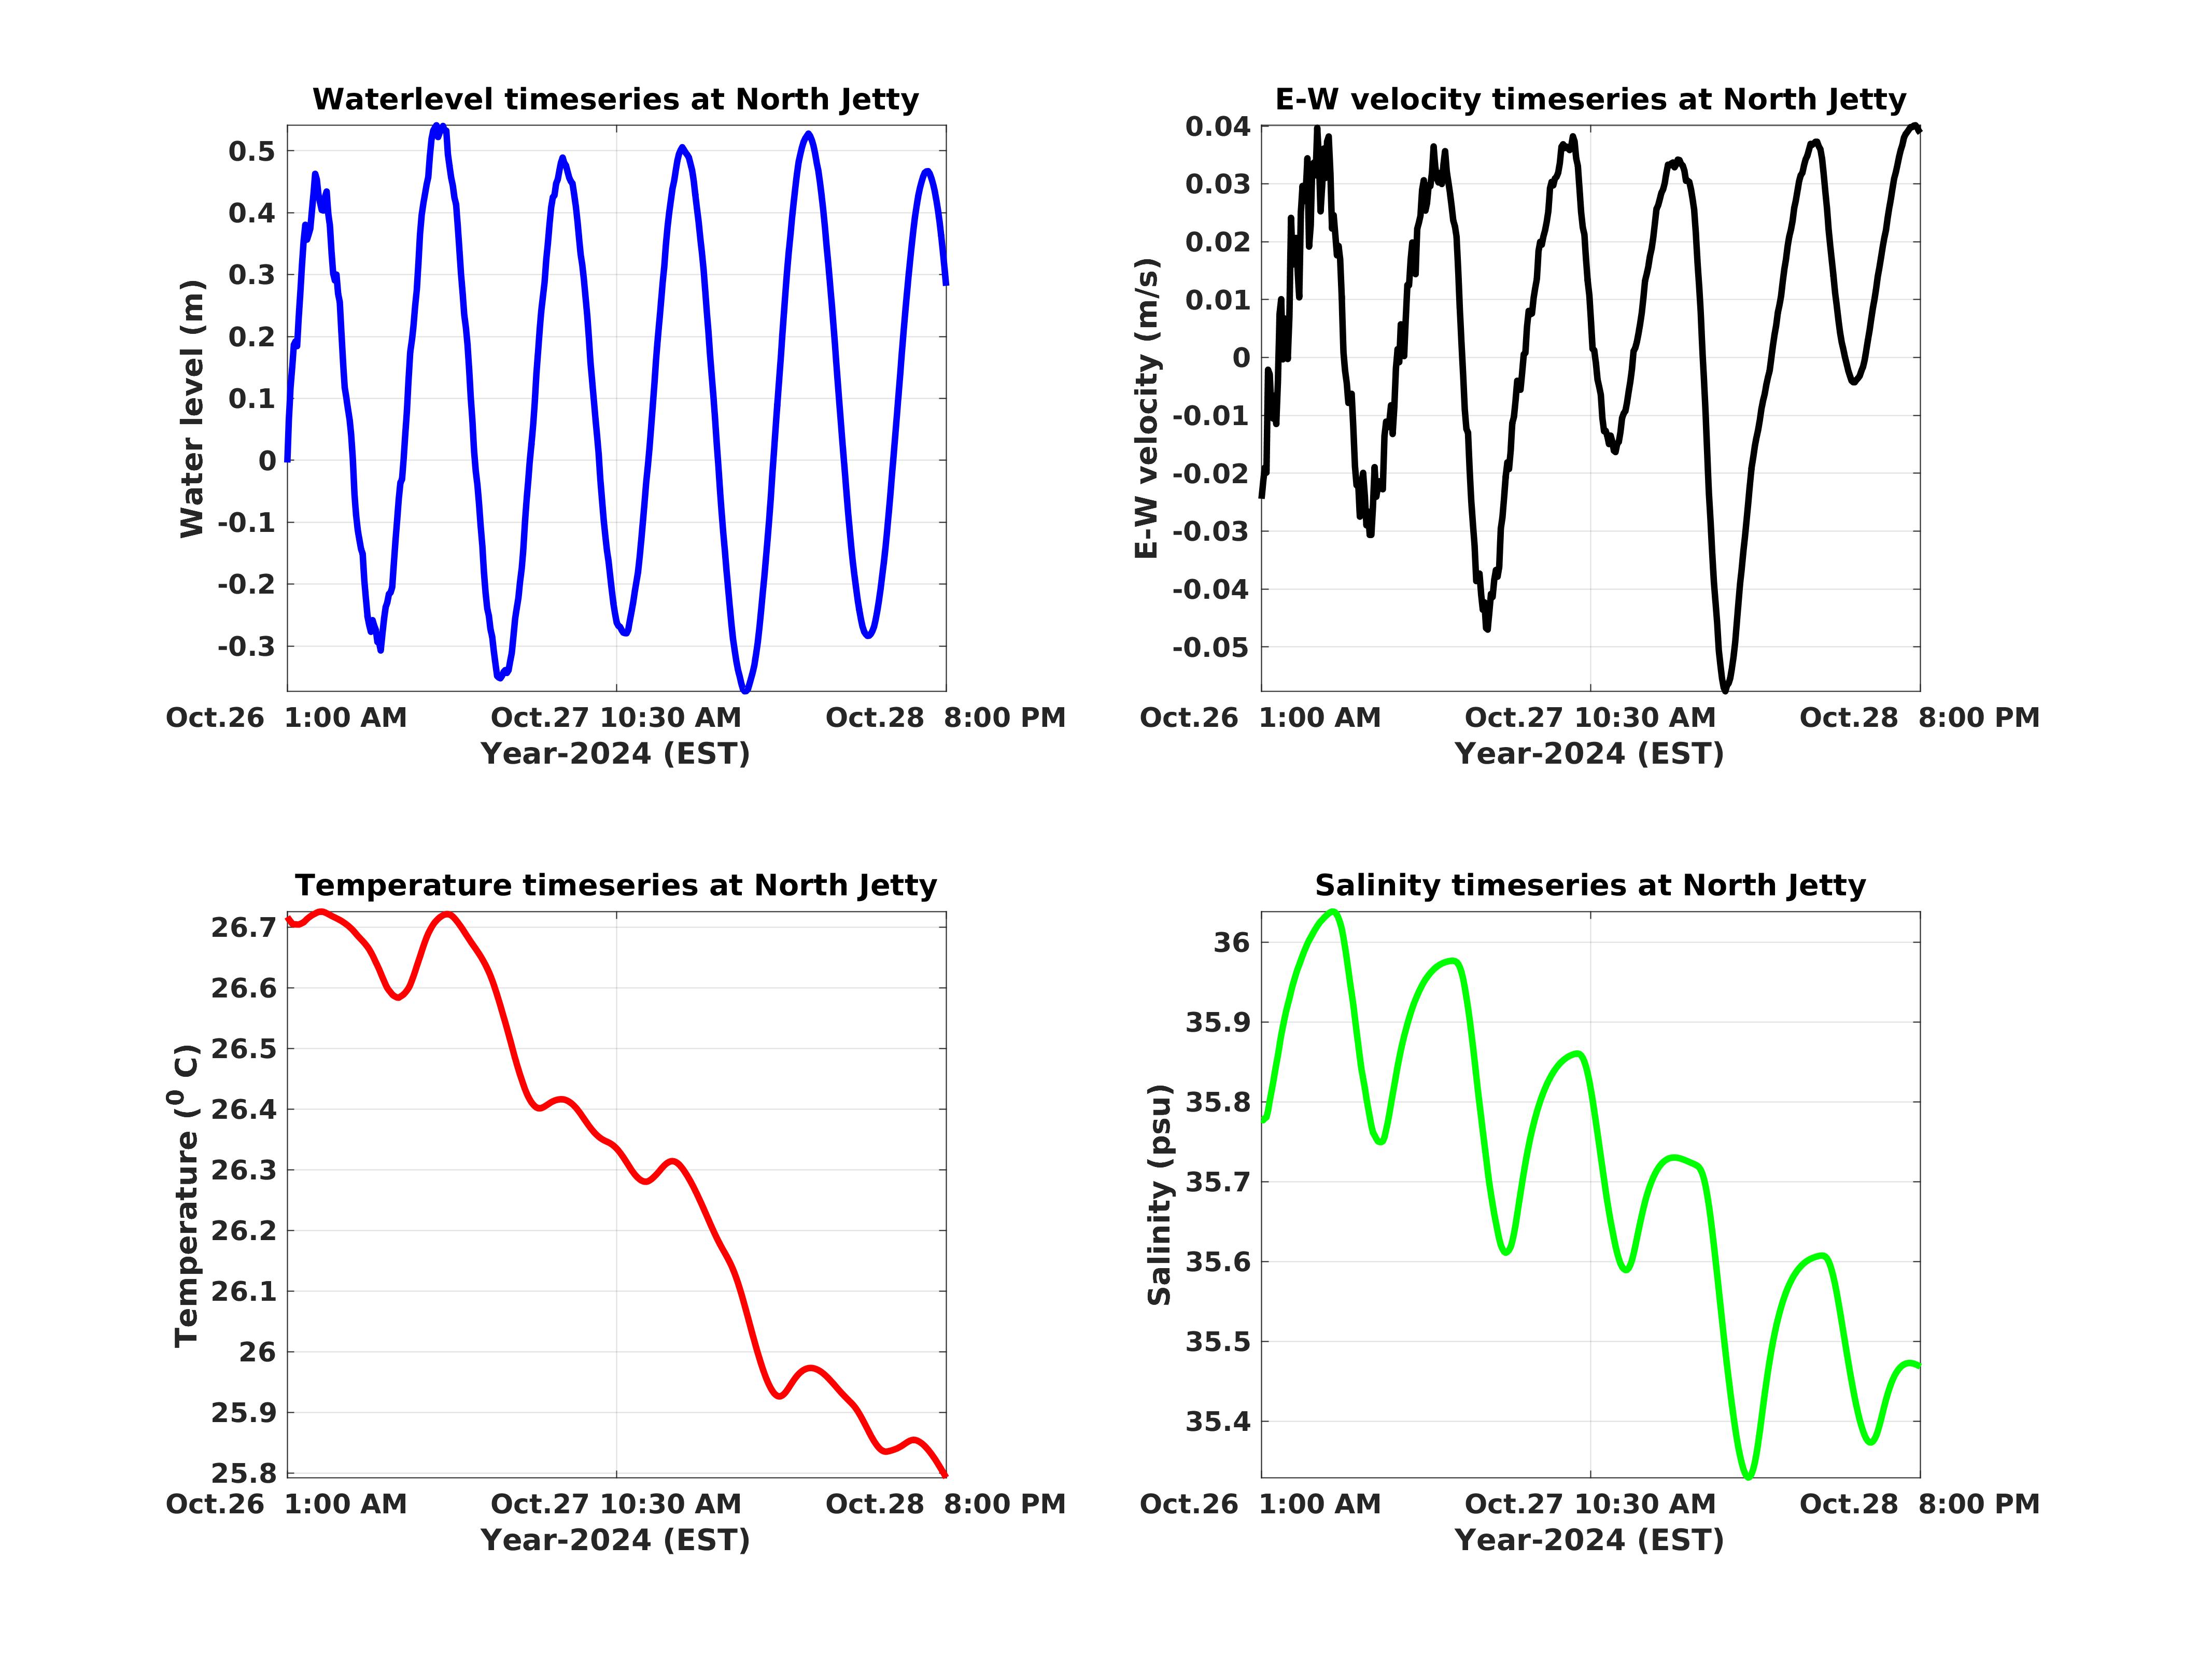 Waterlevel timeseries at North Jetty
0.5
0.4
0.3
0.2
0.1
0
-0.1
-0.2
-0.3
Water level (m)
Oct.26 1:00 AM
Oct.27 10:30 AM
Oct.28 8:00 PM
Year-2024 (EST)
E-W velocity timeseries at North Jetty
0.04
0.03
0.02
0.01
0
-0.01
-0.02
-0.03
-0.04
-0.05
E-W velocity (m/s)
Oct.26 1:00 AM
Oct.27 10:30 AM
Oct.28 8:00 PM
Year-2024 (EST)
Temperature timeseries at North Jetty
26.7
26.6
26.5
26.4
26.3
26.2
26.1
26
25.9
25.8
Temperature (⁰ C)
Oct.26 1:00 AM
Oct.27 10:30 AM
Oct.28 8:00 PM
Year-2024 (EST)
Salinity timeseries at North Jetty
36
35.9
35.8
35.7
35.6
35.5
35.4
Salinity (psu)
Oct.26 1:00 AM
Oct.27 10:30 AM
Oct.28 8:00 PM
Year-2024 (EST)